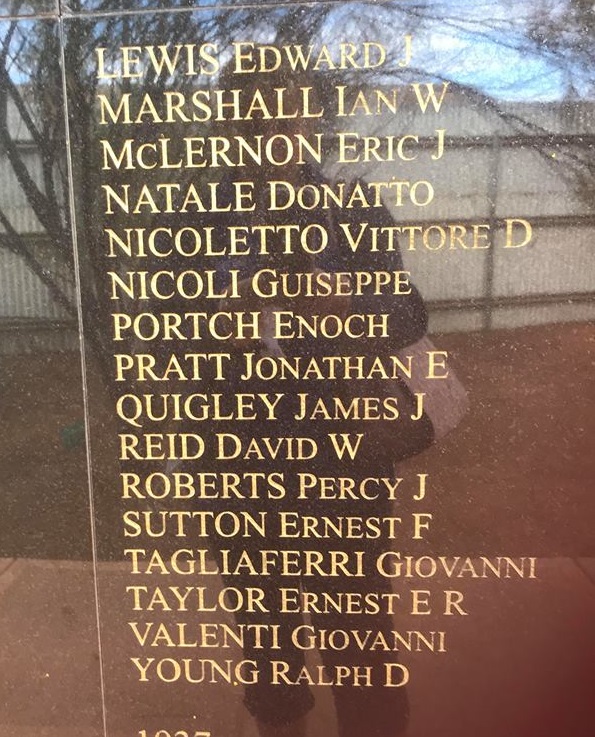 LEWIS EDWARD J
MARSHALL IAN W
MCLERNON ERIC J
NATALE DONATTO
NICOLETTO VITTORE D
NICOLI GUISEPPE
PORTCH ENOCH
PRATT JONATHAN E
QUIGLEY JAMES J
REID DAVID W
ROBERTS PERCY J
SUTTON ERNEST F
TAGLIAFERRI GIOVANNI
TAYLOR ERNEST E R
VALENTI GIOVANNI
YOUNG RALPH D